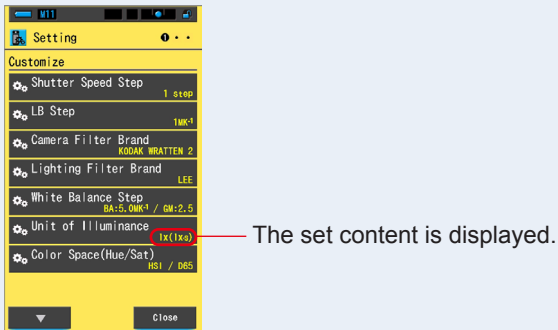 M11
Setting ❶・・
Customize
Shutter Speed Step
1 step
LB Step
1MK-¹
Camera Filter Brand
KODAK WRATTEN 2
Lighting Filter Brand
LEE
White Balance Step
BA:5.0MK-¹ / GM:2.5
Unit of Illuminance
lx(lx·s)
The set content is displayed.
Color Space(Hue/Sat)
HSI / D65
▼ Close